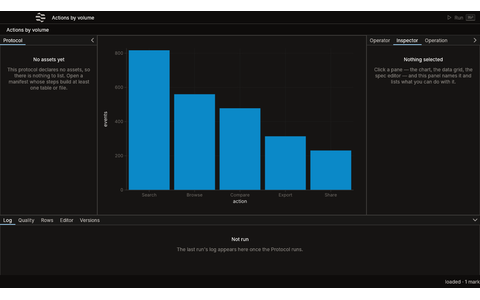 Actions by volume
Run
Actions by volume
Protocol
No assets yet
This protocol declares no assets, so
there is nothing to list. Open a
manifest whose steps build at least
one table or file.
800
600
400
200
0
events
Search
Browse
Compare
Export
Share
action
Operator Inspector Operation
Nothing selected
Click a pane — the chart, the data grid, the
spec editor — and this panel names it and
lists what you can do with it.
Log Quality Rows Editor Versions
Not run
The last run's log appears here once the Protocol runs.
loaded · 1 mark